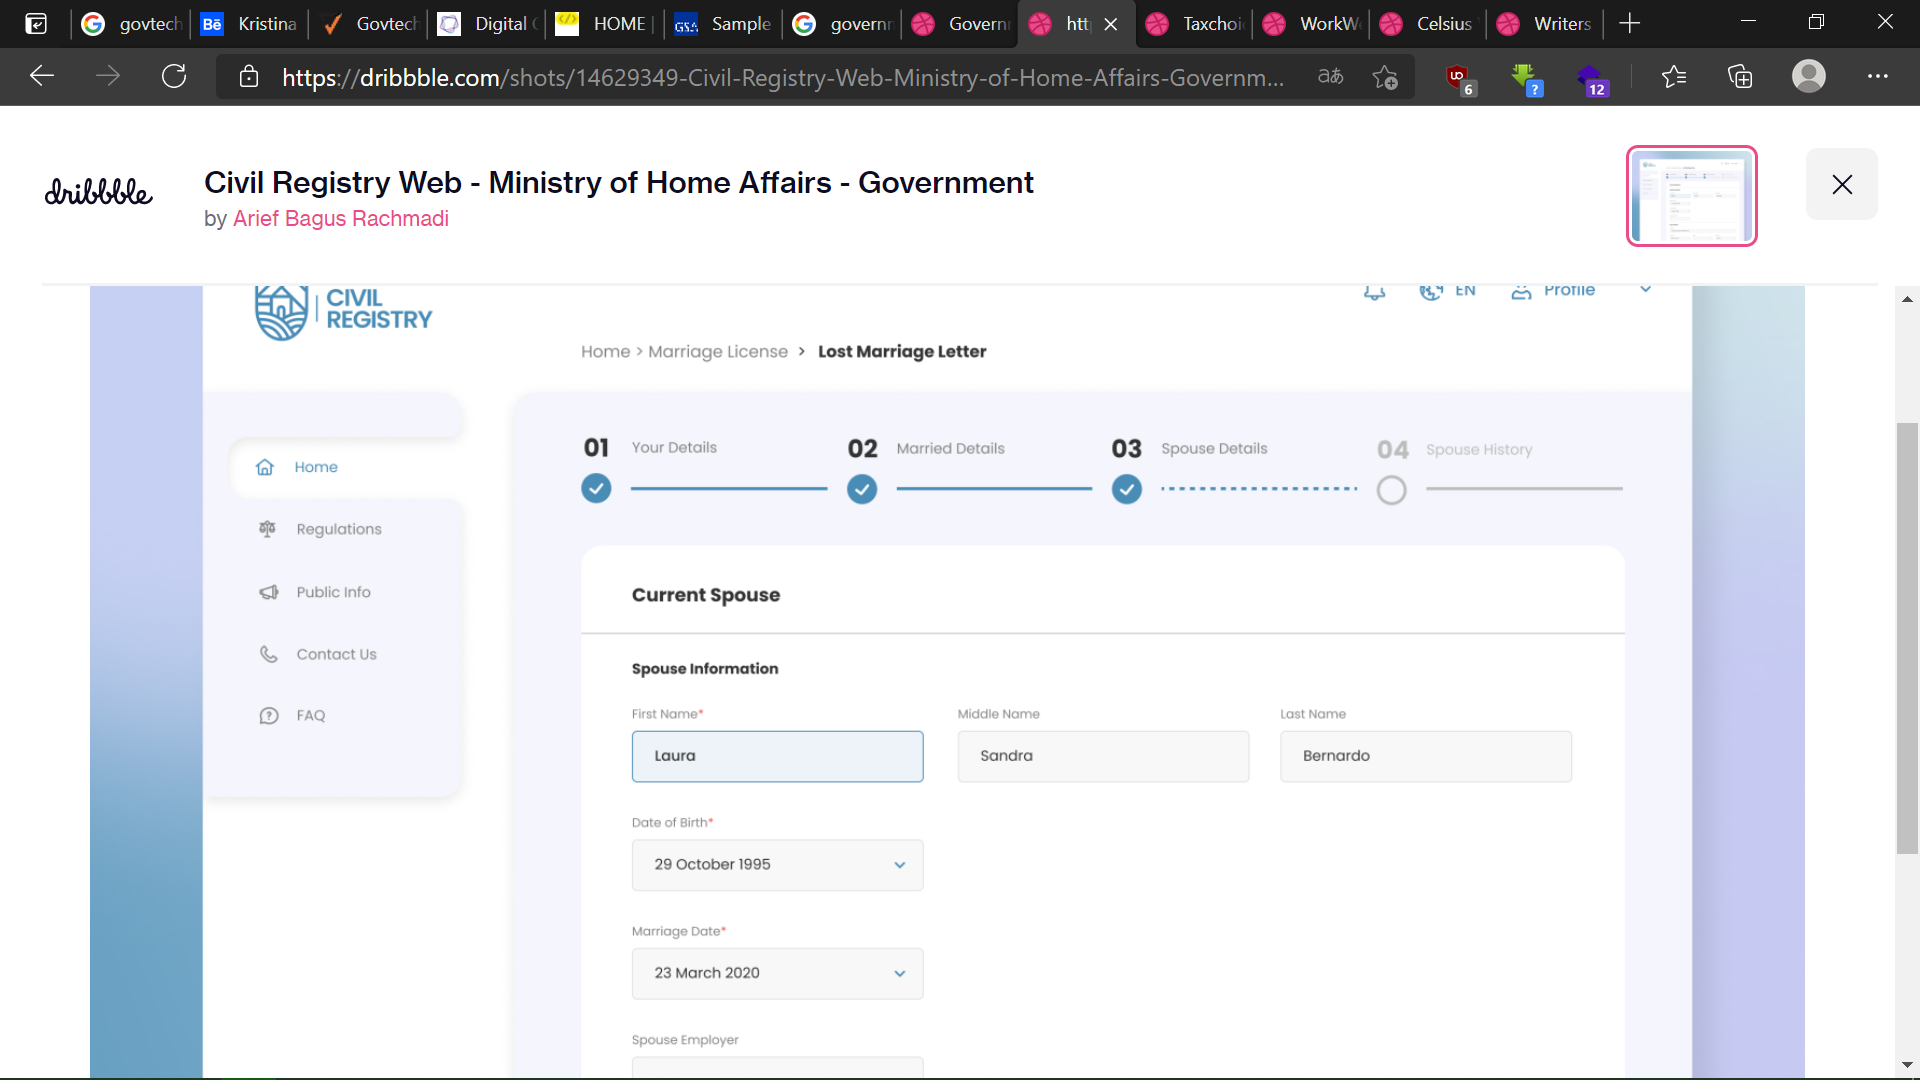 govtech
Bē Kristina
Govtech
Digital
HOME
GSA Sample
governr
Governr
htt
Taxchoi
WorkW
Celsius
Writers
https://dribbble.com/shots/14629349-Civil-Registry-Web-Ministry-of-Home-Affairs-Governm...
aあ
6
?
12
dribbble
Civil Registry Web - Ministry of Home Affairs - Government
by Arief Bagus Rachmadi
CIVIL
REGISTRY
EN
Profile
Home > Marriage License > Lost Marriage Letter
Home
Regulations
Public Info
Contact Us
FAQ
01 Your Details
02 Married Details
03 Spouse Details
04 Spouse History
Current Spouse
Spouse Information
First Name*
Middle Name
Last Name
Laura
Sandra
Bernardo
Date of Birth*
29 October 1995
Marriage Date*
23 March 2020
Spouse Employer